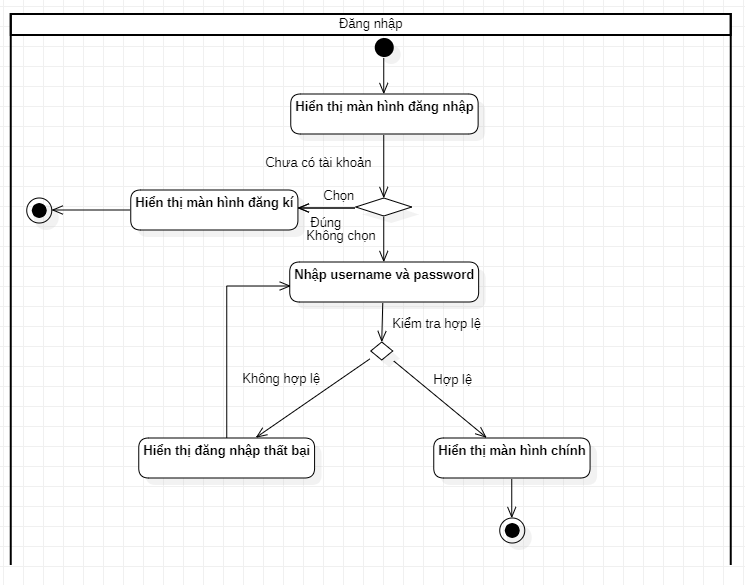 Đăng nhập
Hiển thị màn hình đăng nhập
Chưa có tài khoản
Chọn
Hiển thị màn hình đăng kí
Đúng
Không chọn
Nhập username và password
Kiểm tra hợp lệ
Không hợp lệ
Hợp lệ
Hiển thị đăng nhập thất bại
Hiển thị màn hình chính